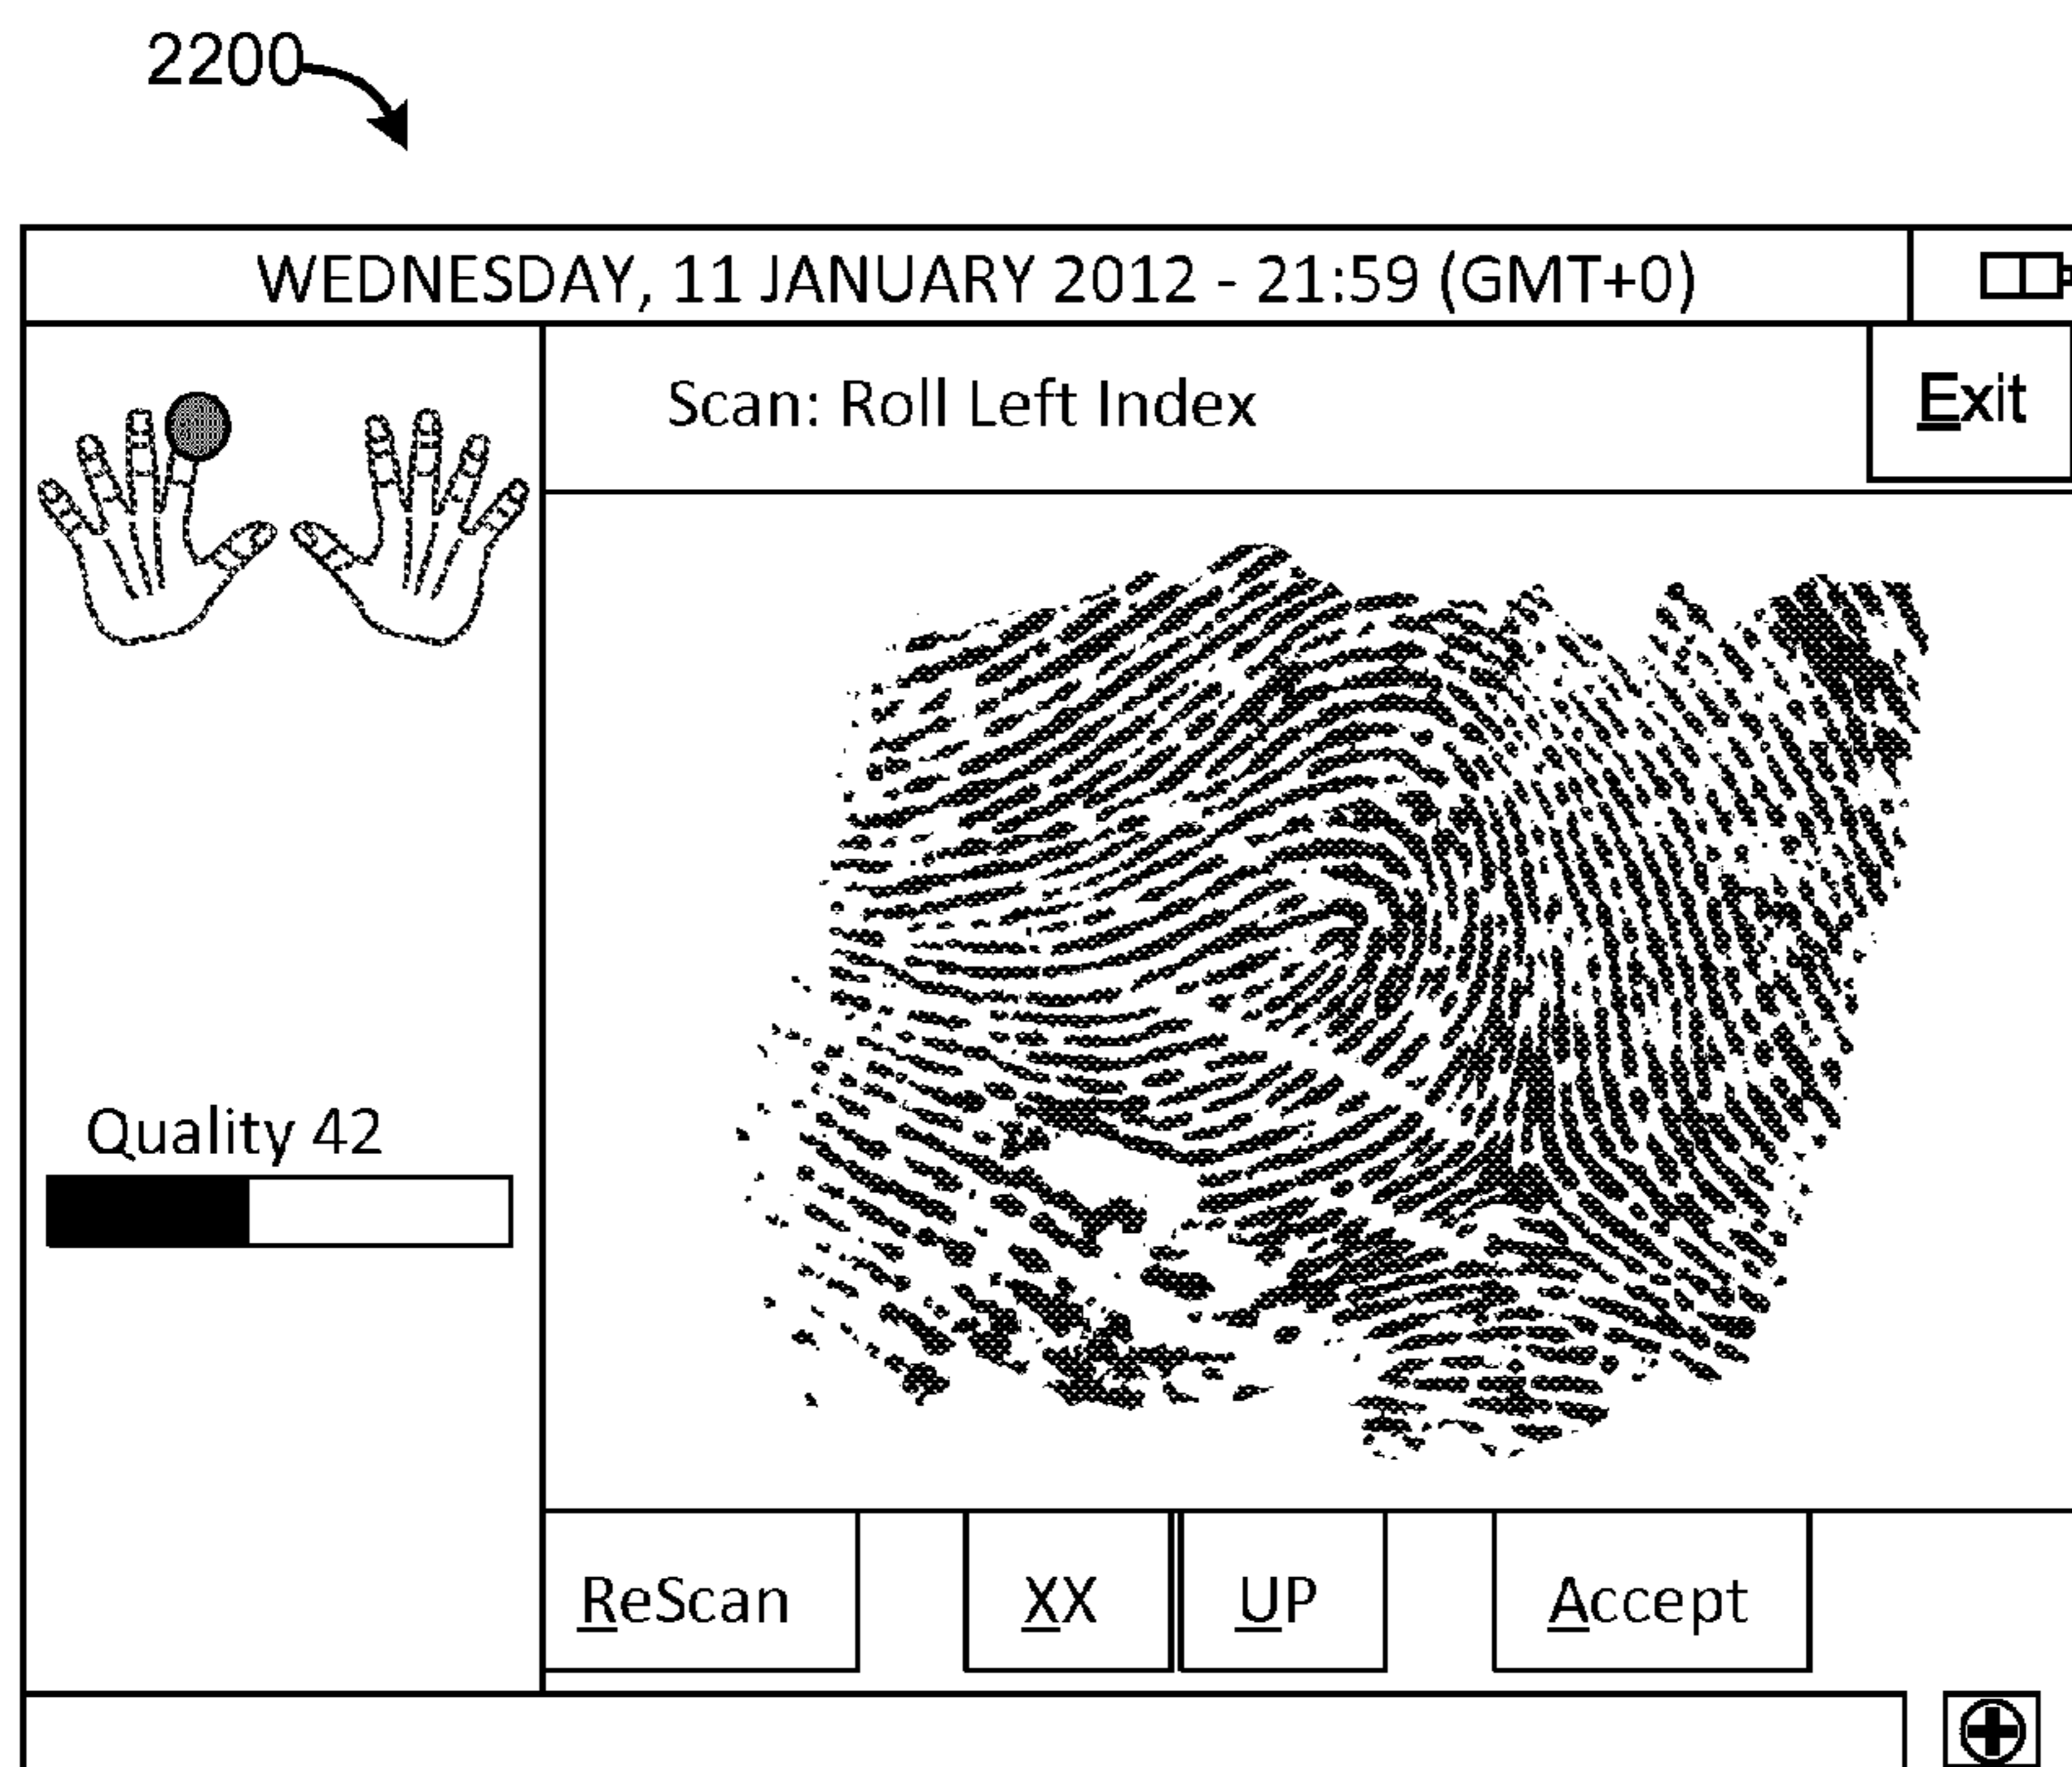 2200
WEDNESDAY, 11 JANUARY 2012 - 21:59 (GMT+0)
Scan: Roll Left Index
Exit
Quality 42
ReScan
XX
UP
Accept